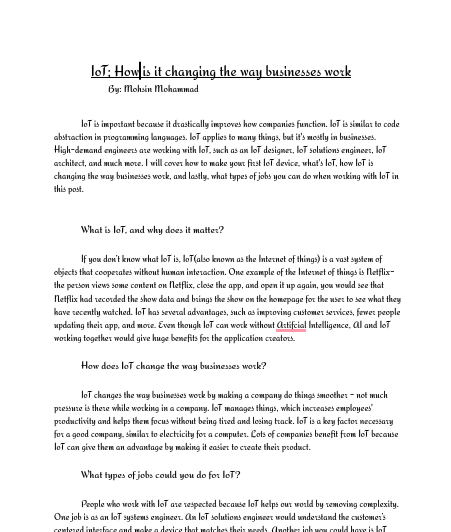 IoT; How is it changing the way businesses work
By: Mohsin Mohammad
IoT is important because it drastically improves how companies function. IoT is similar to code
abstraction in programming languages. IoT applies to many things, but it's mostly in businesses.
High-demand engineers are working with IoT, such as an IoT designer, IoT solutions engineer, IoT
architect, and much more. I will cover how to make your first IoT device, what's IoT, how IoT is
changing the way businesses work, and lastly, what types of jobs you can do when working with IoT in
this post.
What is IoT, and why does it matter?
If you don't know what IoT is, IoT(also known as the Internet of things) is a vast system of
objects that cooperates without human interaction. One example of the Internet of things is Netflix-
the person views some content on Netflix, close the app, and open it up again, you would see that
Netflix had recorded the show data and brings the show on the homepage for the user to see what they
have recently watched. IoT has several advantages, such as improving customer services, fewer people
updating their app, and more. Even though IoT can work without Artifcial Intelligence, AI and IoT
working together would give huge benefits for the application creators.
How does IoT change the way businesses work?
IoT changes the way businesses work by making a company do things smoother - not much
pressure is there while working in a company. IoT manages things, which increases employees'
productivity and helps them focus without being tired and losing track. IoT is a key factor necessary
for a good company, similar to electricity for a computer. Lots of companies benefit from IoT because
IoT can give them an advantage by making it easier to create their product.
What types of jobs could you do for IoT?
People who work with IoT are respected because IoT helps our world by removing complexity.
One job is as an IoT systems engineer. An IoT solutions engineer would understand the customer's
centered interface and make a device that matches their needs. Another job you could have is IoT